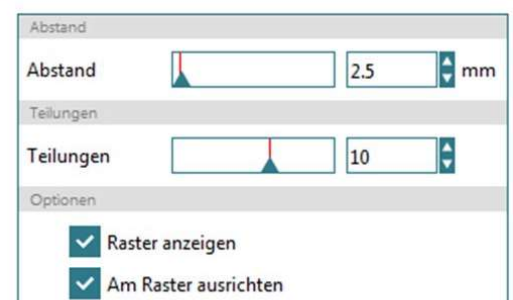 Abstand
Abstand 2.5 mm
Teilungen
Teilungen 10
Optionen
Raster anzeigen
Am Raster ausrichten